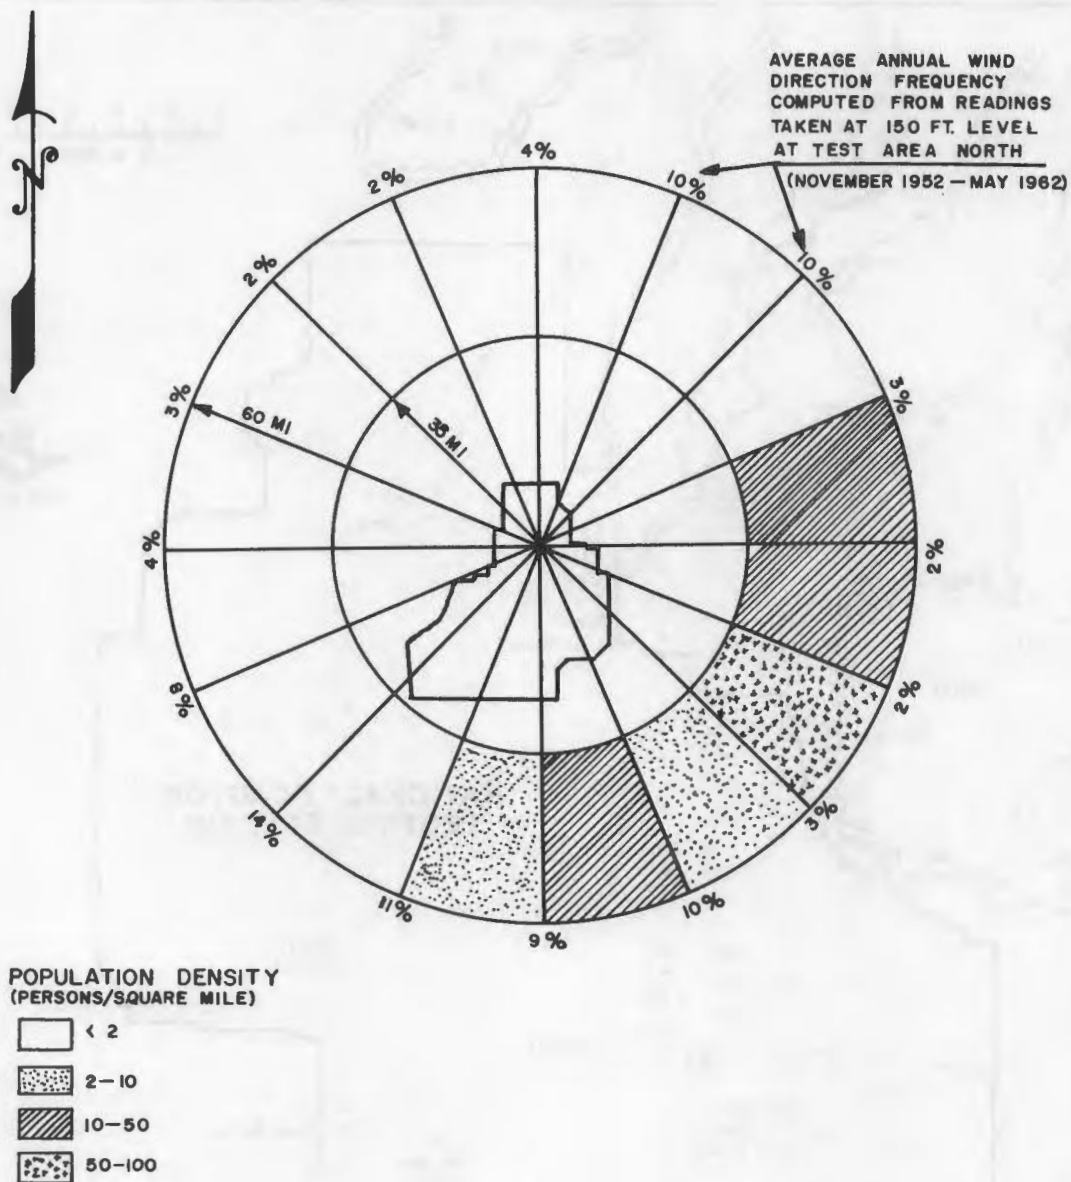 AVERAGE ANNUAL WIND
DIRECTION FREQUENCY
COMPUTED FROM READINGS
TAKEN AT 150 FT. LEVEL
AT TEST AREA NORTH
(NOVEMBER 1952 — MAY 1962)
N
4%
10%
10%
3%
2%
2%
3%
10%
9%
11%
14%
8%
4%
3%
2%
2%
60 MI
35 MI
POPULATION DENSITY
(PERSONS/SQUARE MILE)
< 2
2—10
10—50
50-100